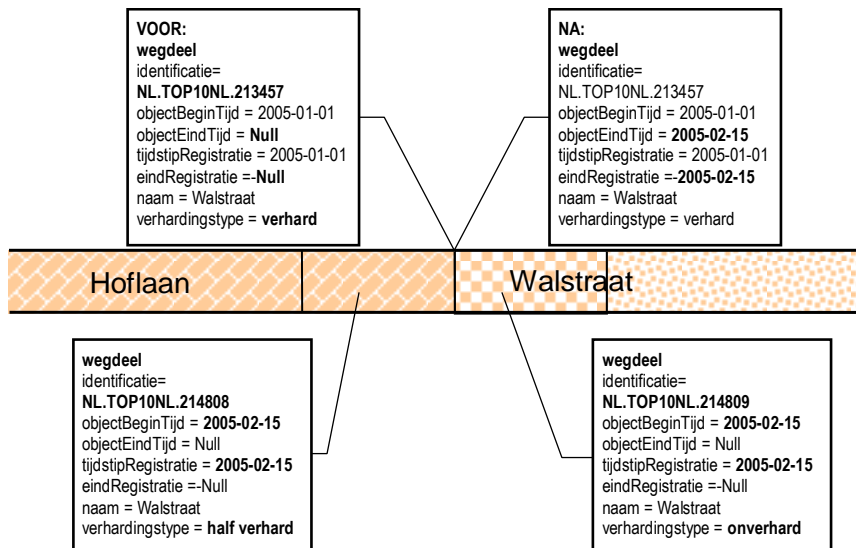 VOOR:
wegdeel
identificatie=
NL.TOP10NL.213457
objectBeginTijd = 2005-01-01
objectEindTijd = Null
tijdstipRegistratie = 2005-01-01
eindRegistratie =-Null
naam = Walstraat
verhardingstype = verhard
NA:
wegdeel
identificatie=
NL.TOP10NL.213457
objectBeginTijd = 2005-01-01
objectEindTijd = 2005-02-15
tijdstipRegistratie = 2005-01-01
eindRegistratie =-2005-02-15
naam = Walstraat
verhardingstype = verhard
Hoflaan
Walstraat
wegdeel
identificatie=
NL.TOP10NL.214808
objectBeginTijd = 2005-02-15
objectEindTijd = Null
tijdstipRegistratie = 2005-02-15
eindRegistratie =-Null
naam = Walstraat
verhardingstype = half verhard
wegdeel
identificatie=
NL.TOP10NL.214809
objectBeginTijd = 2005-02-15
objectEindTijd = Null
tijdstipRegistratie = 2005-02-15
eindRegistratie =-Null
naam = Walstraat
verhardingstype = onverhard